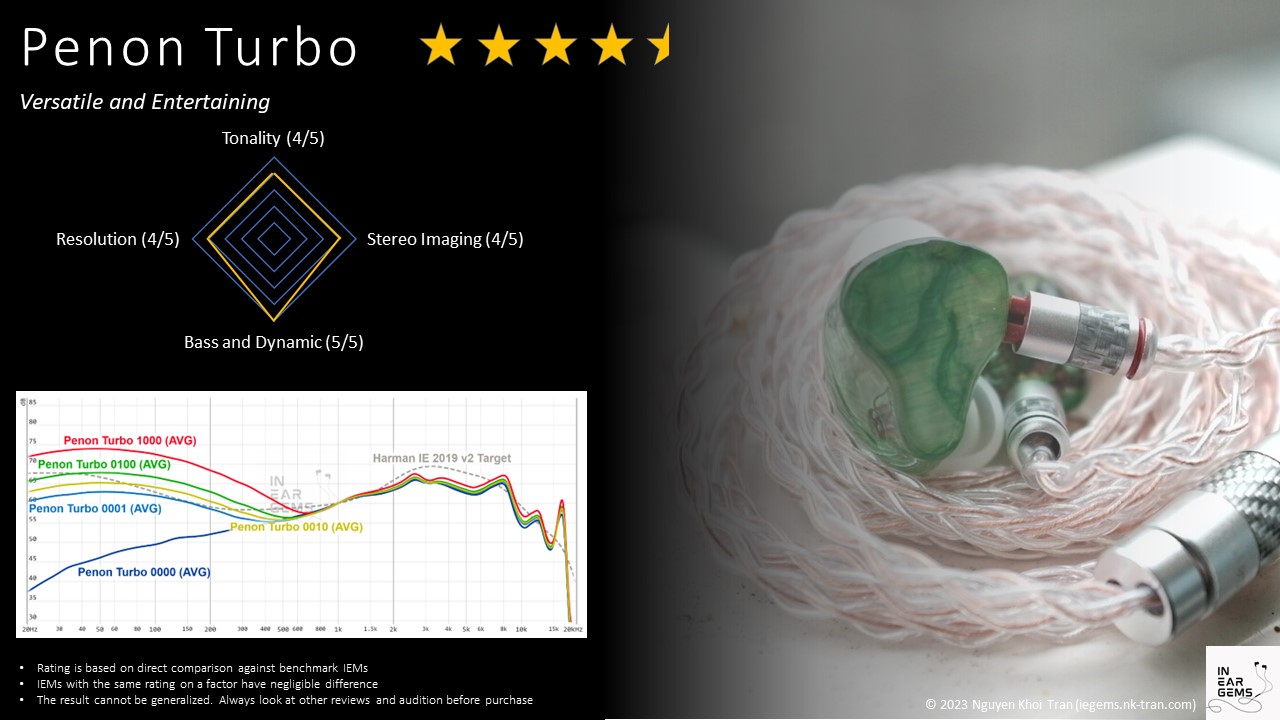 Penon Turbo
Versatile and Entertaining
Tonality (4/5)
Resolution (4/5)
Stereo Imaging (4/5)
Bass and Dynamic (5/5)
dB
85
80
75
70
65
60
55
50
45
40
35
30
Penon Turbo 1000 (AVG)
Penon Turbo 0100 (AVG)
Harman IE 2019 v2 Target
IN
EAR
GEMS
Penon Turbo 0001 (AVG)
Penon Turbo 0010 (AVG)
Penon Turbo 0000 (AVG)
20Hz 30 40 50 60 80 100 150 200 300 400 500 600 800 1k 1.5k 2k 3k 4k 5k 6k 8k 10k 15k 20kHz
• Rating is based on direct comparison against benchmark IEMs
• IEMs with the same rating on a factor have negligible difference
• The result cannot be generalized. Always look at other reviews and audition before purchase
© 2023 Nguyen Khoi Tran (iegems.nk-tran.com)
IN
EAR
GEMS